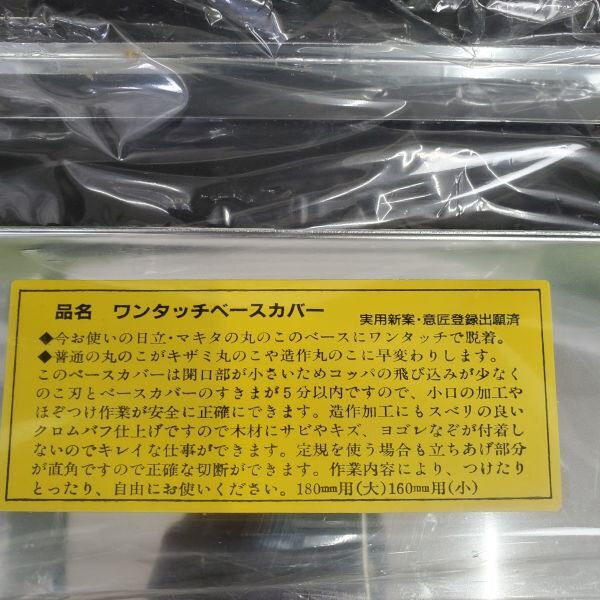 品名 ワンタッチベースカバー 実用新案・意匠登録出願済
◆今お使いの日立・マキタの丸のこのベースにワンタッチで脱着。
◆普通の丸のこがキザミ丸のこや造作丸のこに早変わりします。
このベースカバーは開口部が小さいためコッパの飛び込みが少なく
のこ刃とベースカバーのすきまが5分以内ですので、小口の加工や
ほぞつけ作業が安全に正確にできます。造作加工にもスベリの良い
クロムバフ仕上げですので木材にサビやキズ、ヨゴレなどが付着し
ないのでキレイな仕事ができます。定規を使う場合も立ちあげ部分
が直角ですので正確な切断ができます。作業内容により、つけたり
とったり、自由にお使いください。180㎜用(大)160㎜用(小)